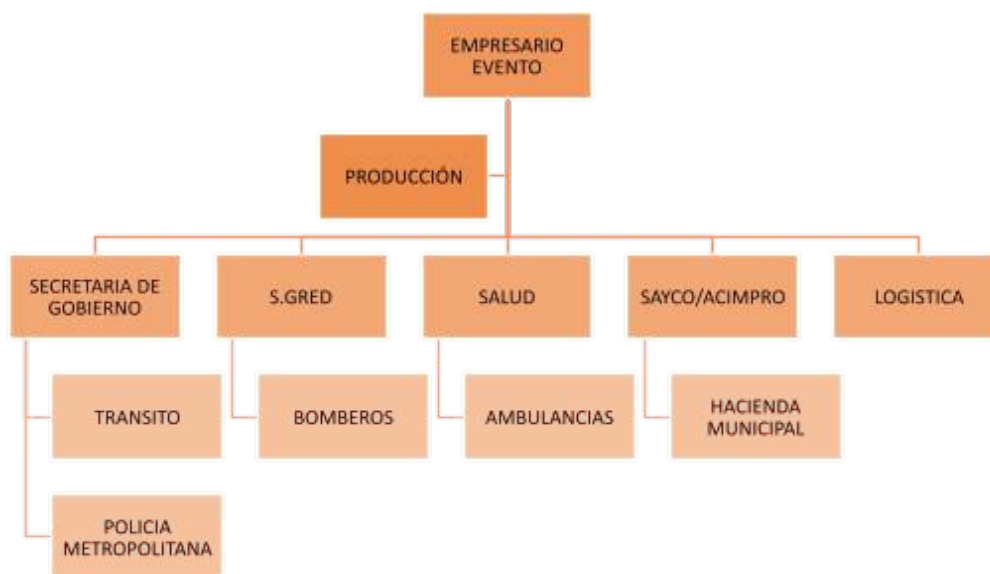 EMPRESARIO
EVENTO
PRODUCCIÓN
SECRETARIA DE
GOBIERNO
S.GRED
SALUD
SAYCO/ACIMPRO
LOGISTICA
TRANSITO
BOMBEROS
AMBULANCIAS
HACIENDA
MUNICIPAL
POLICIA
METROPOLITANA